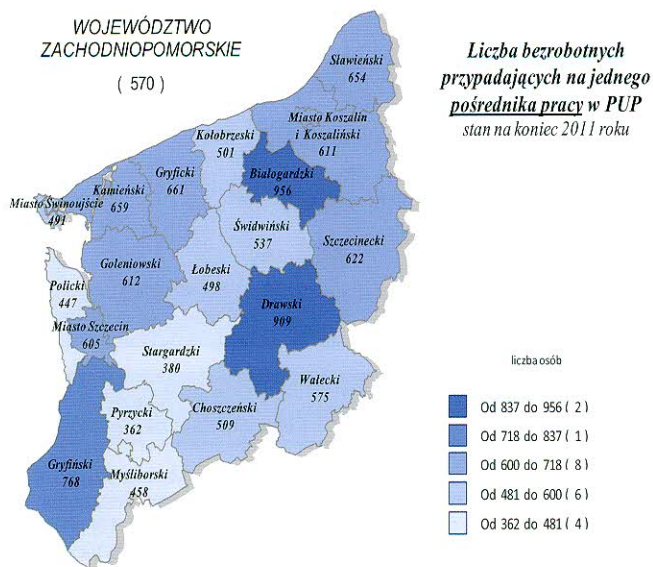 WOJEWÓDZTWO
ZACHODNIOPOMORSKIE
( 570 )
Liczba bezrobotnych
przypadających na jednego
pośrednika pracy w PUP
stan na koniec 2011 roku
Sławieński
654
Miasto Koszalin
i Koszaliński
611
Kołobrzeski
501
Białogardzki
956
Gryficki
661
Kamieński
659
Miasto Świnoujście
491
Świdwiński
537
Szczecinecki
622
Goleniowski
612
Łobeski
498
Policki
447
Drawski
909
Miasto Szczecin
605
Stargardzki
380
Wałecki
575
Choszczeński
509
Pyrzycki
362
Gryfiński
768
Myśliborski
458
liczba osób
Od 837 do 956 ( 2)
Od 718 do 837 ( 1)
Od 600 do 718 ( 8)
Od 481 do 600 ( 6)
Od 362 do 481 ( 4)